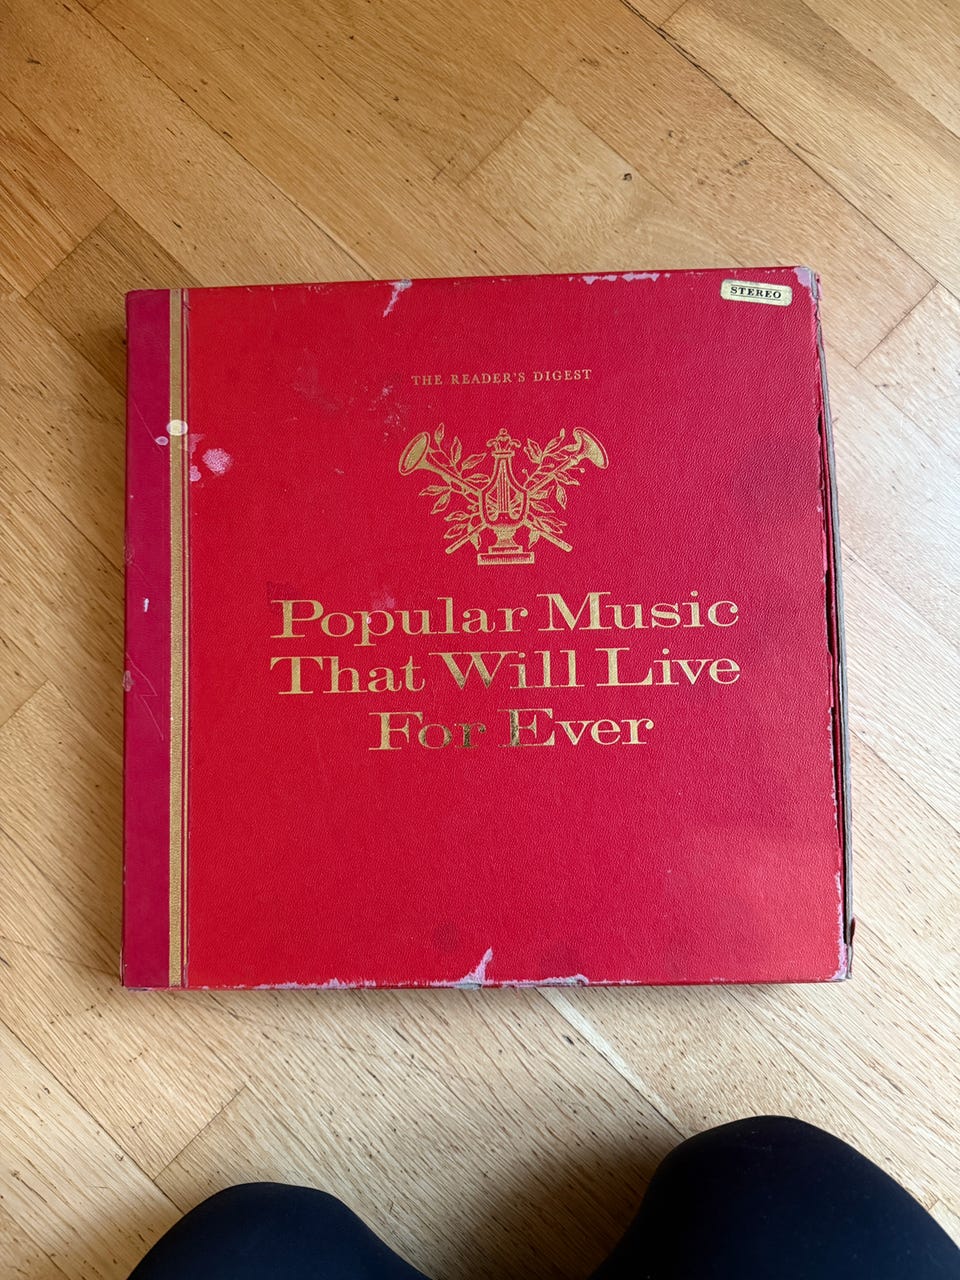 STEREO
THE READER'S DIGEST
Popular Music
That Will Live
For Ever